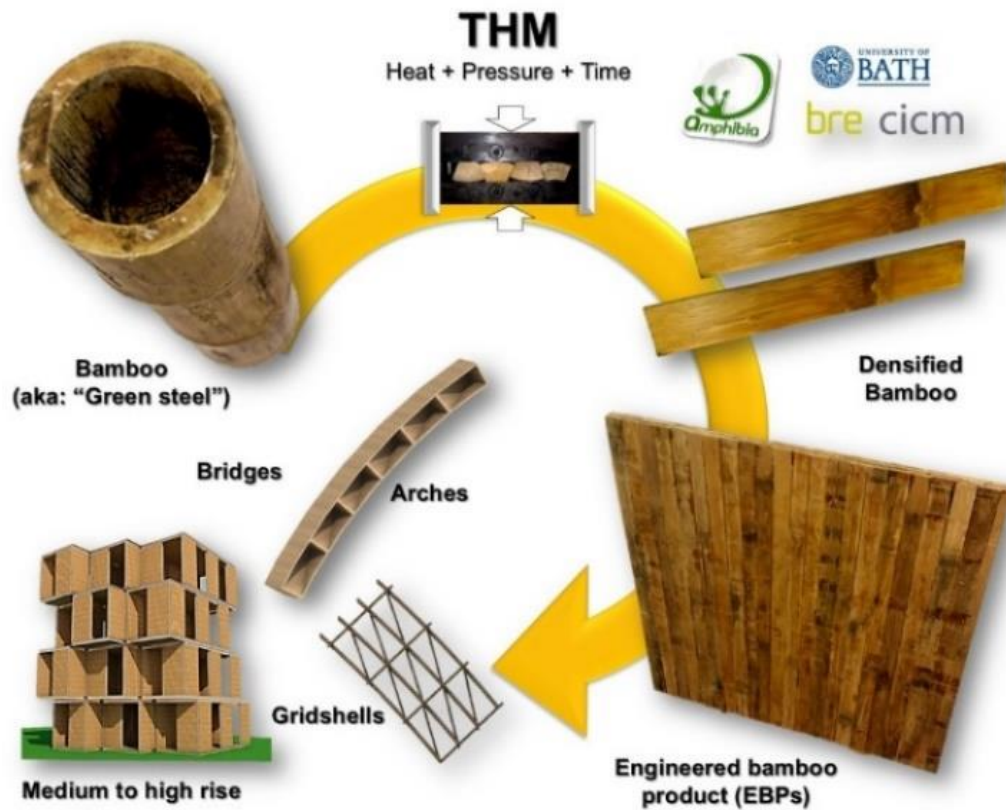 THM
Heat + Pressure + Time
amphibia
UNIVERSITY OF
BATH
bre cicm
Bamboo
(aka: “Green steel”)
Densified
Bamboo
Bridges
Arches
Gridshells
Medium to high rise
Engineered bamboo
product (EBPs)